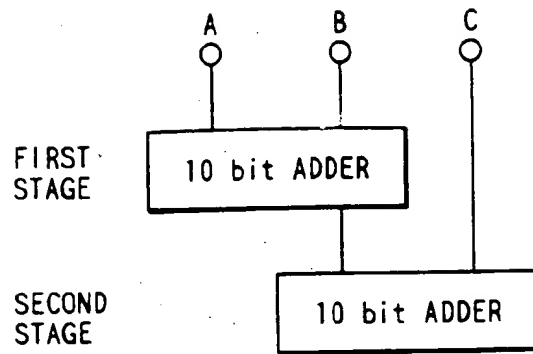 A B C
FIRST STAGE
10 bit ADDER
SECOND STAGE
10 bit ADDER